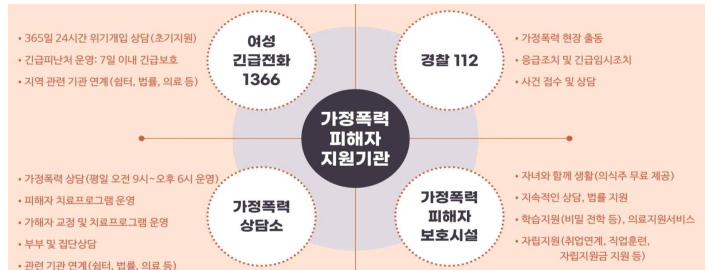 • 365일 24시간 위기개입 상담(초기지원)
• 긴급피난처 운영: 7일 이내 긴급보호
• 지역 관련 기관 연계(쉼터, 법률, 의료 등)
여성
긴급전화
1366
경찰 112
• 가정폭력 현장 출동
• 응급조치 및 긴급임시조치
• 사건 접수 및 상담
가정폭력
피해자
지원기관
• 가정폭력 상담(평일 오전 9시~오후 6시 운영)
• 피해자 치료프로그램 운영
• 가해자 교정 및 치료프로그램 운영
• 부부 및 집단상담
• 관련 기관 연계(쉼터, 법률, 의료 등)
가정폭력
상담소
가정폭력
피해자
보호시설
• 자녀와 함께 생활(의식주 무료 제공)
• 지속적인 상담, 법률 지원
• 학습지원(비밀 전학 등), 의료지원서비스
• 자립지원(취업연계, 직업훈련,
자립지원금 지원 등)